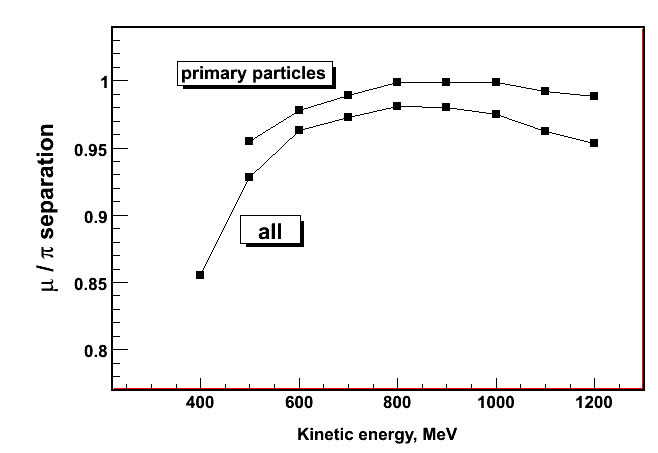 primary particles
all
μ / π separation
1
0.95
0.9
0.85
0.8
400 600 800 1000 1200
Kinetic energy, MeV